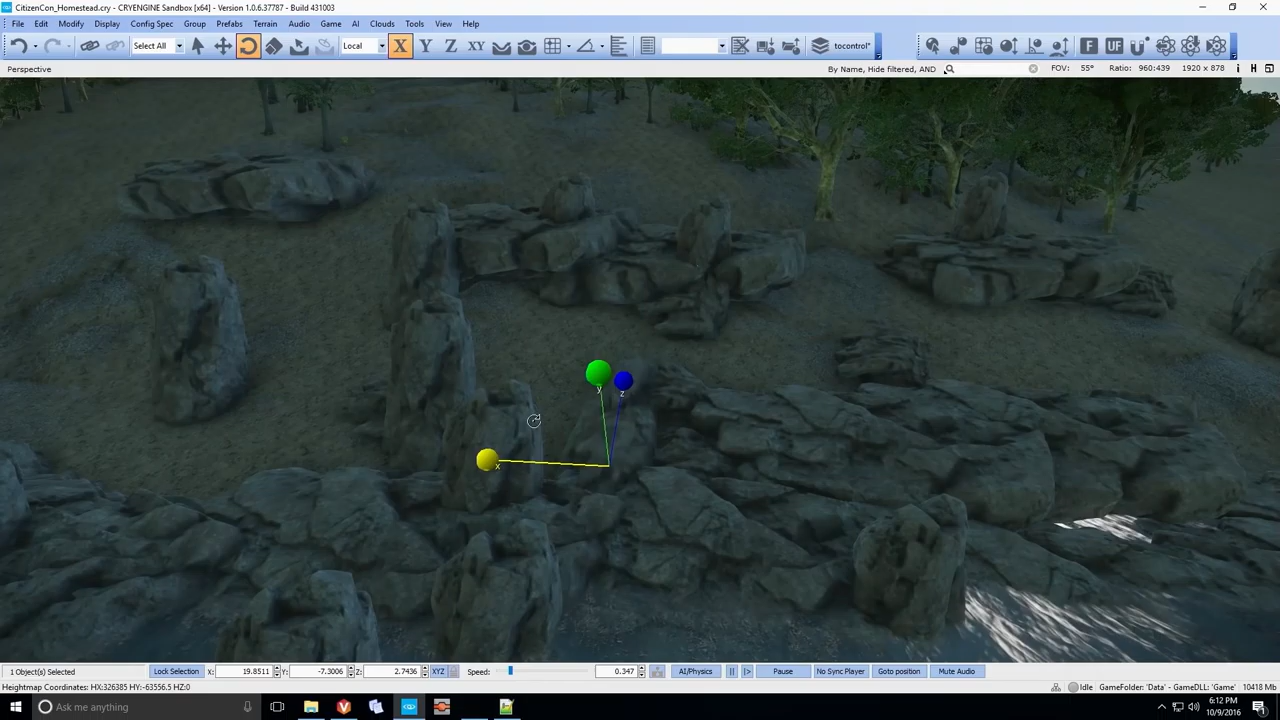 CitizenCon_Homestead.cry - CRYENGINE Sandbox [x64] - Version 1.0.6.37787 - Build 431003
File Edit Modify Display Config Spec Group Prefabs Terrain Audio Game AI Clouds Tools View Help
Select All Local X Y Z XY tocontrol* F UF
Perspective By Name, Hide filtered, AND FOV: 55° Ratio: 960:439 1920 x 878 i H
y
z
x
1 Object(s) Selected Lock Selection X: 19.8511 Y: -7.3006 Z: 2.7436 XYZ Speed: 0.347 AI/Physics Pause No Sync Player Goto position Mute Audio
Heightmap Coordinates: HX:326385 HY:-63556.5 HZ:0 Idle GameFolder: 'Data' - GameDLL: 'Game' 10418 Mb
Ask me anything 6:12 PM
10/9/2016